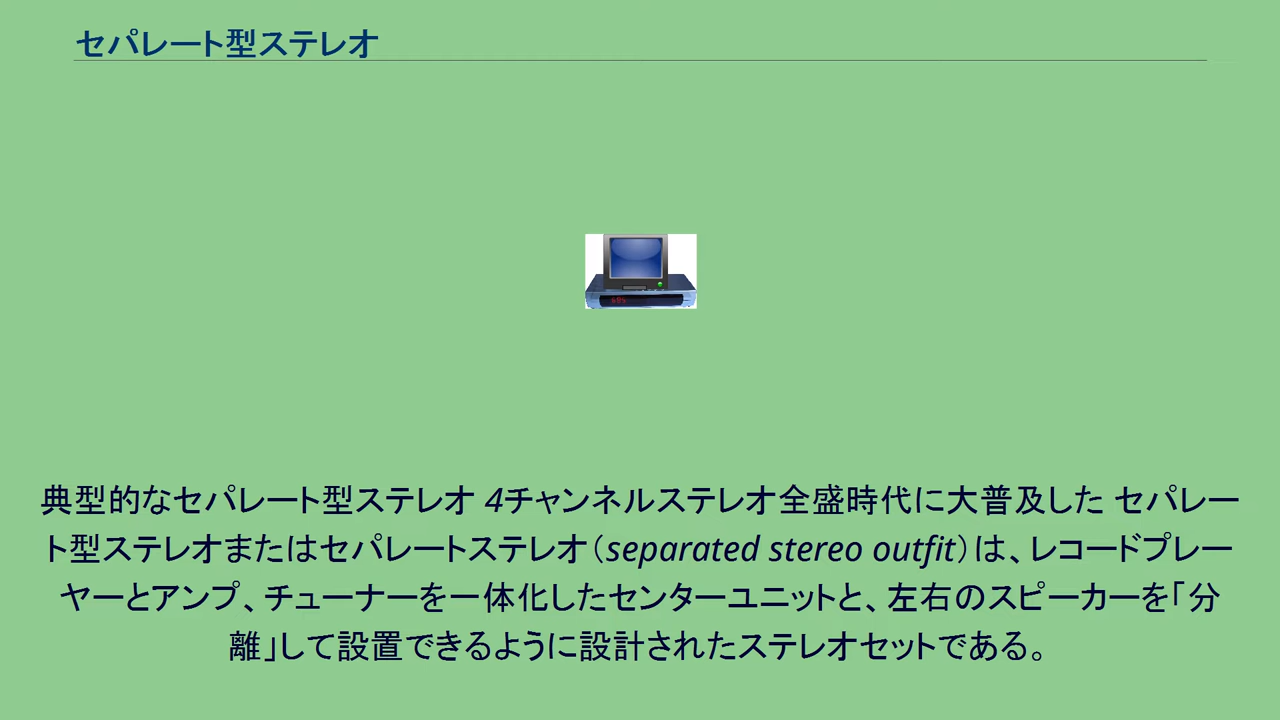 セパレート型ステレオ
典型的なセパレート型ステレオ 4チャンネルステレオ全盛時代に大普及した セパレー
ト型ステレオまたはセパレートステレオ（separated stereo outfit）は、レコードプレー
ヤーとアンプ、チューナーを一体化したセンターユニットと、左右のスピーカーを「分
離」して設置できるように設計されたステレオセットである。